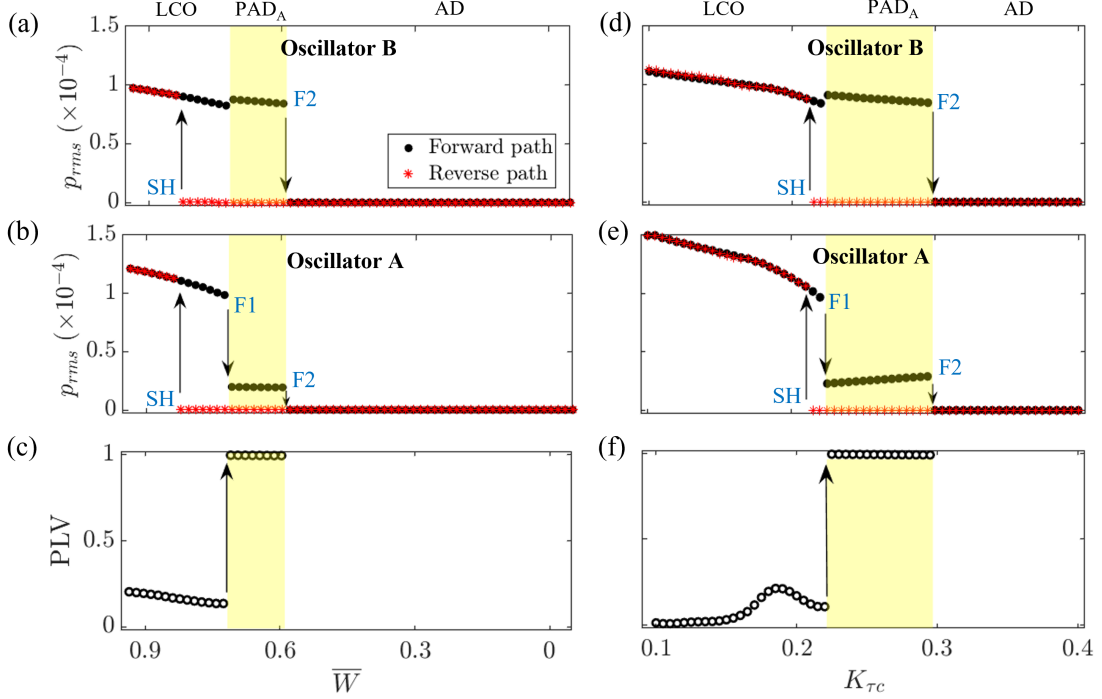 LCO PAD_A AD
(a)
Oscillator B
1.5
1
0.5
0
p_rms (×10⁻⁴)
F2
SH
Forward path
Reverse path
(b)
Oscillator A
1.5
1
0.5
0
p_rms (×10⁻⁴)
F1
F2
SH
(c)
1
0.5
0
PLV
0.9 0.6 0.3 0
W̅
LCO PAD_A AD
(d)
Oscillator B
F2
SH
(e)
Oscillator A
F1
F2
SH
(f)
0.1 0.2 0.3 0.4
K_τc